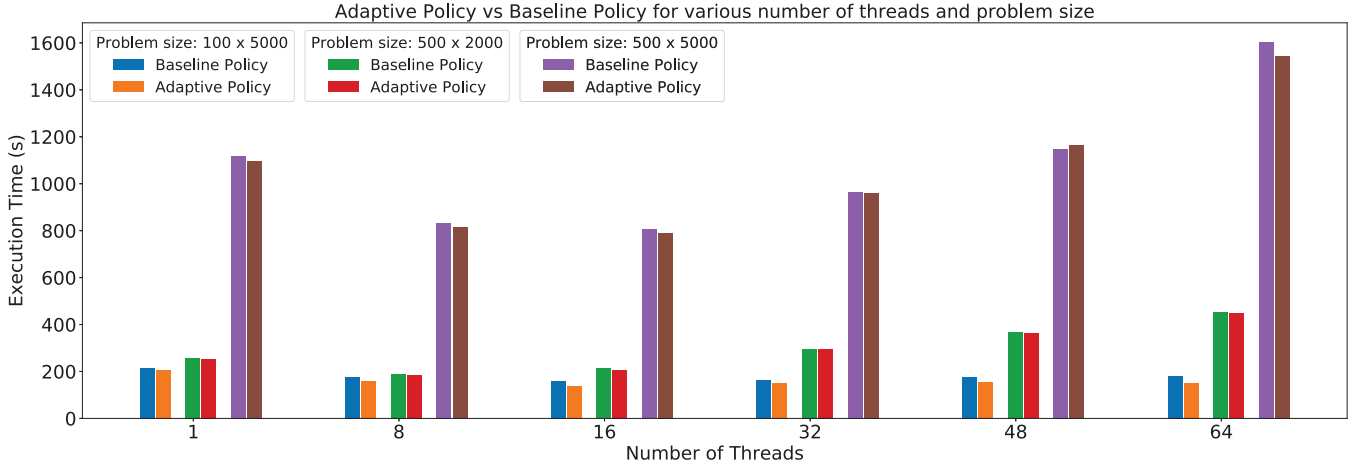 Adaptive Policy vs Baseline Policy for various number of threads and problem size
Problem size: 100 x 5000
Baseline Policy
Adaptive Policy
Problem size: 500 x 2000
Baseline Policy
Adaptive Policy
Problem size: 500 x 5000
Baseline Policy
Adaptive Policy
Execution Time (s)
1600
1400
1200
1000
800
600
400
200
0
1 8 16 32 48 64
Number of Threads